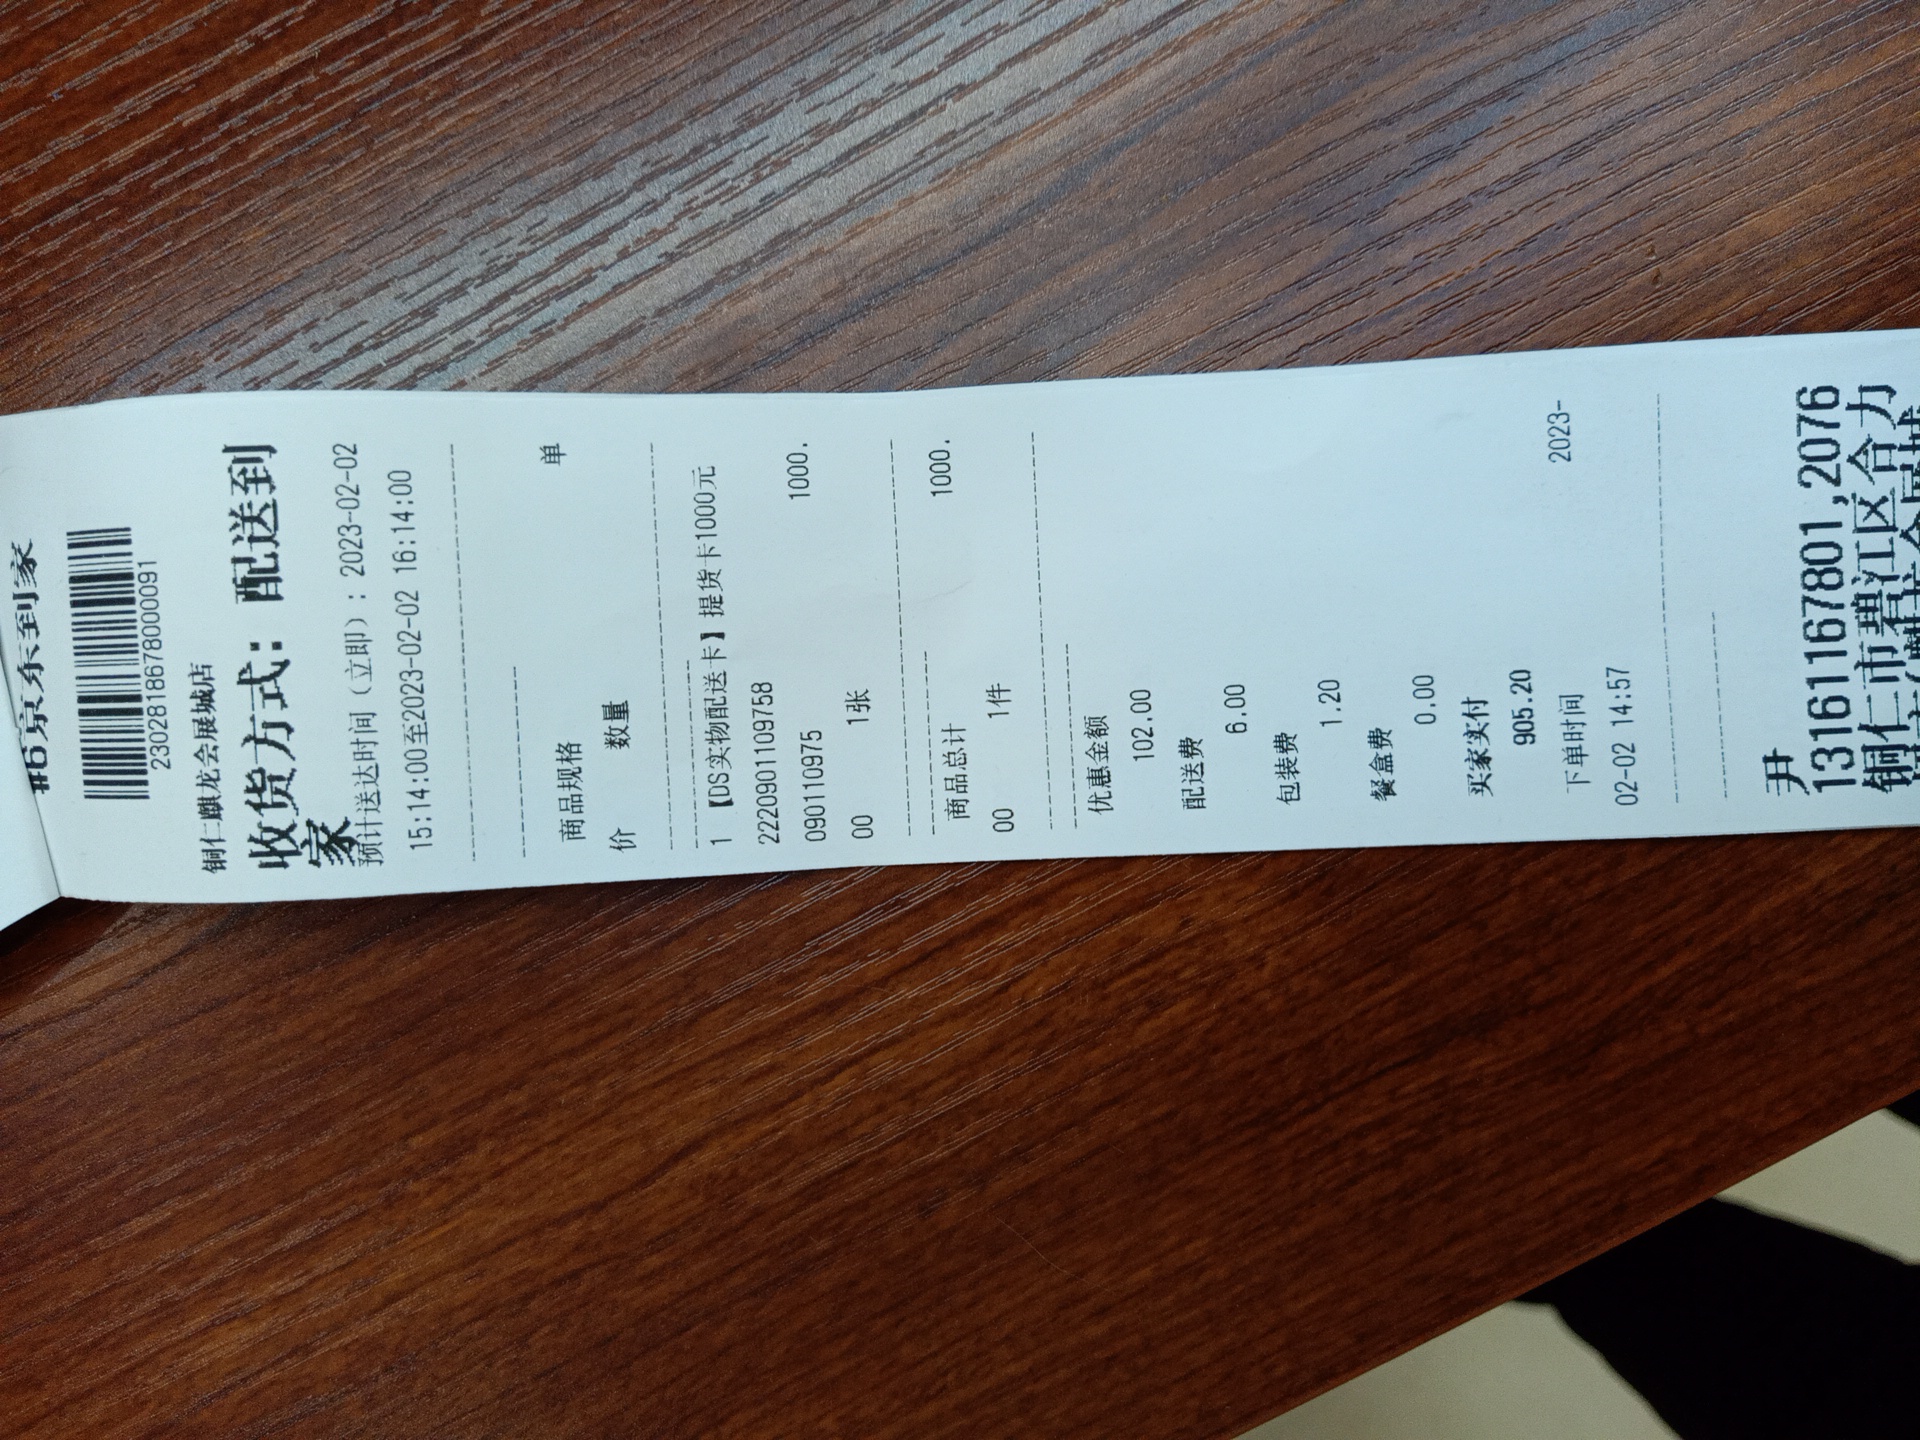 #6京东到家
2302818678000091
铜仁麒龙会展城店
收货方式：配送到
家
预计送达时间（立即）：2023-02-02
15:14:00至2023-02-02 16:14:00
单
商品规格
价 数量
1 【DS实物配送卡】提货卡1000元
2220901109758
0901110975 1000.
00 1张
商品总计 1000.
00 1件
优惠金额
102.00
配送费
6.00
包装费
1.20
餐盒费
0.00
买家实付
905.20
下单时间 2023-
02-02 14:57
尹
13161167801,2076
铜仁市碧江区合力